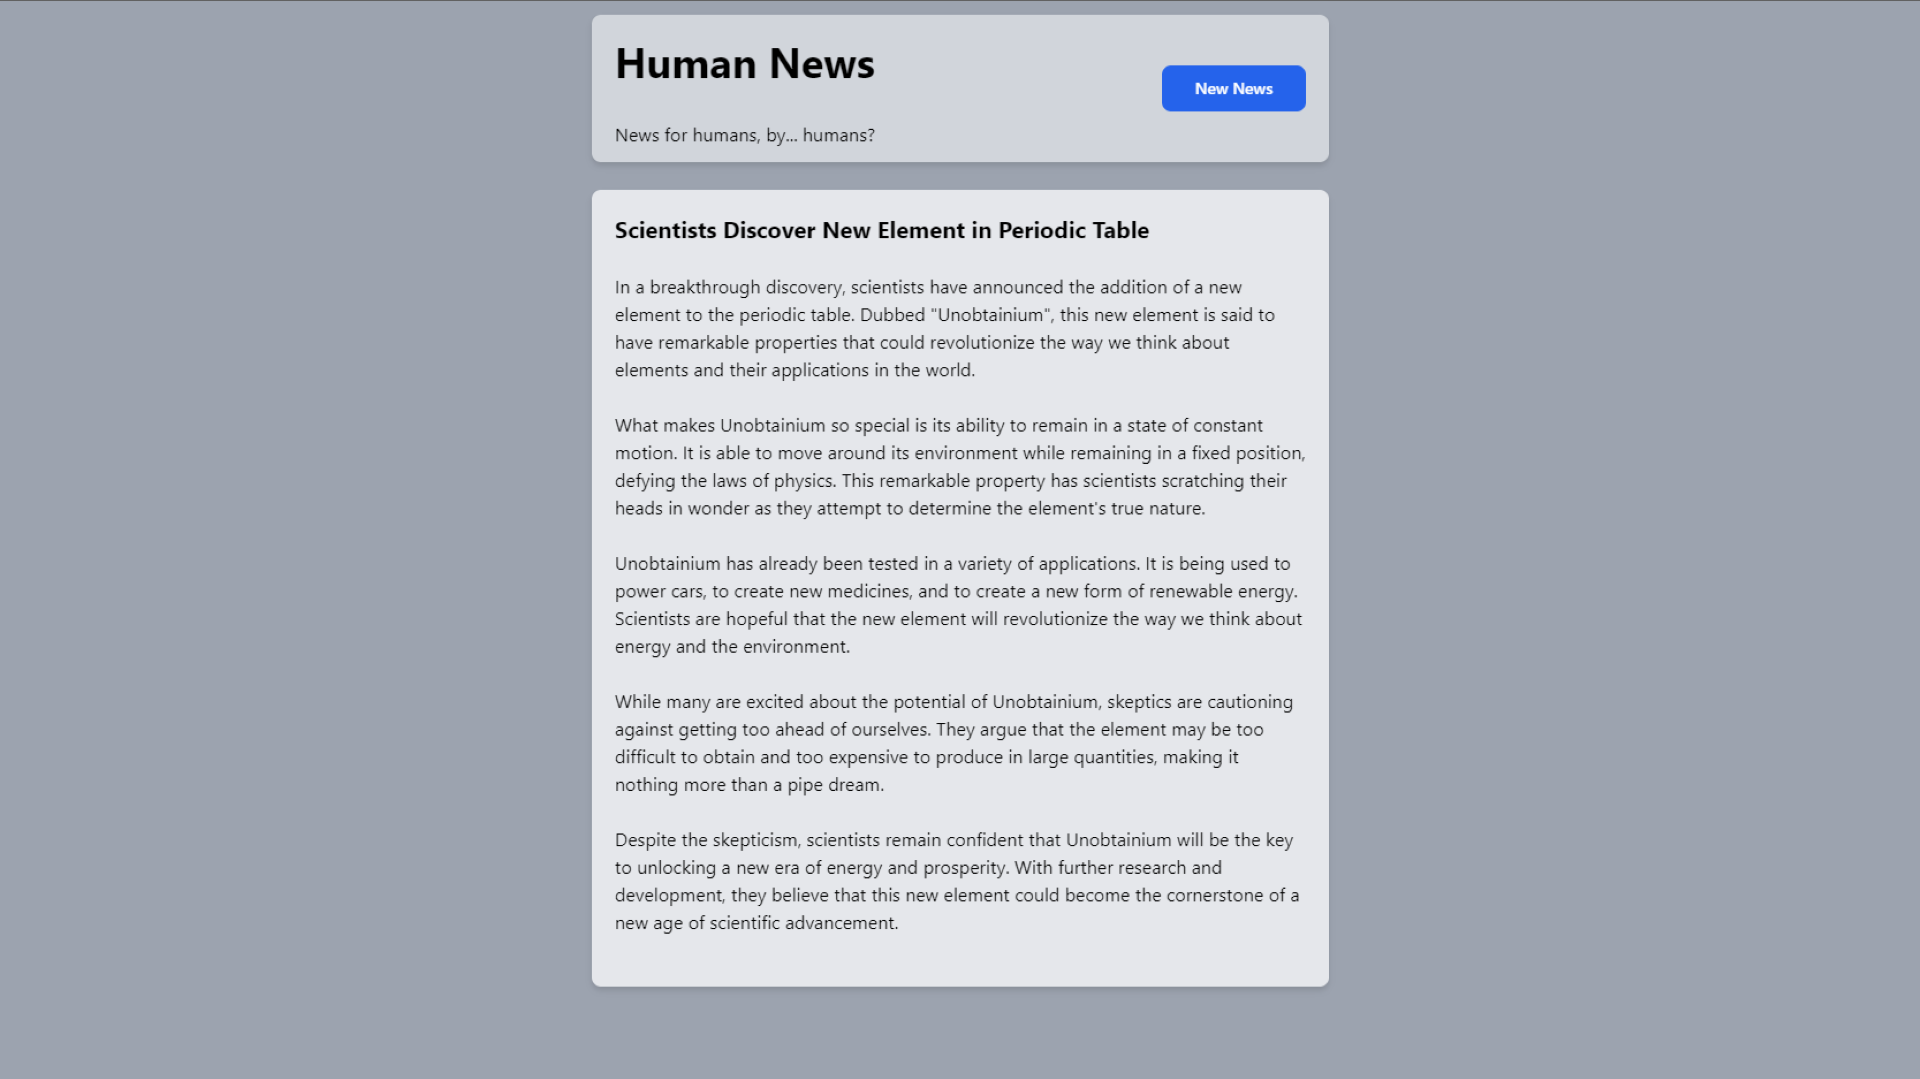 Human News
New News
News for humans, by... humans?
Scientists Discover New Element in Periodic Table
In a breakthrough discovery, scientists have announced the addition of a new
element to the periodic table. Dubbed "Unobtainium", this new element is said to
have remarkable properties that could revolutionize the way we think about
elements and their applications in the world.
What makes Unobtainium so special is its ability to remain in a state of constant
motion. It is able to move around its environment while remaining in a fixed position,
defying the laws of physics. This remarkable property has scientists scratching their
heads in wonder as they attempt to determine the element's true nature.
Unobtainium has already been tested in a variety of applications. It is being used to
power cars, to create new medicines, and to create a new form of renewable energy.
Scientists are hopeful that the new element will revolutionize the way we think about
energy and the environment.
While many are excited about the potential of Unobtainium, skeptics are cautioning
against getting too ahead of ourselves. They argue that the element may be too
difficult to obtain and too expensive to produce in large quantities, making it
nothing more than a pipe dream.
Despite the skepticism, scientists remain confident that Unobtainium will be the key
to unlocking a new era of energy and prosperity. With further research and
development, they believe that this new element could become the cornerstone of a
new age of scientific advancement.